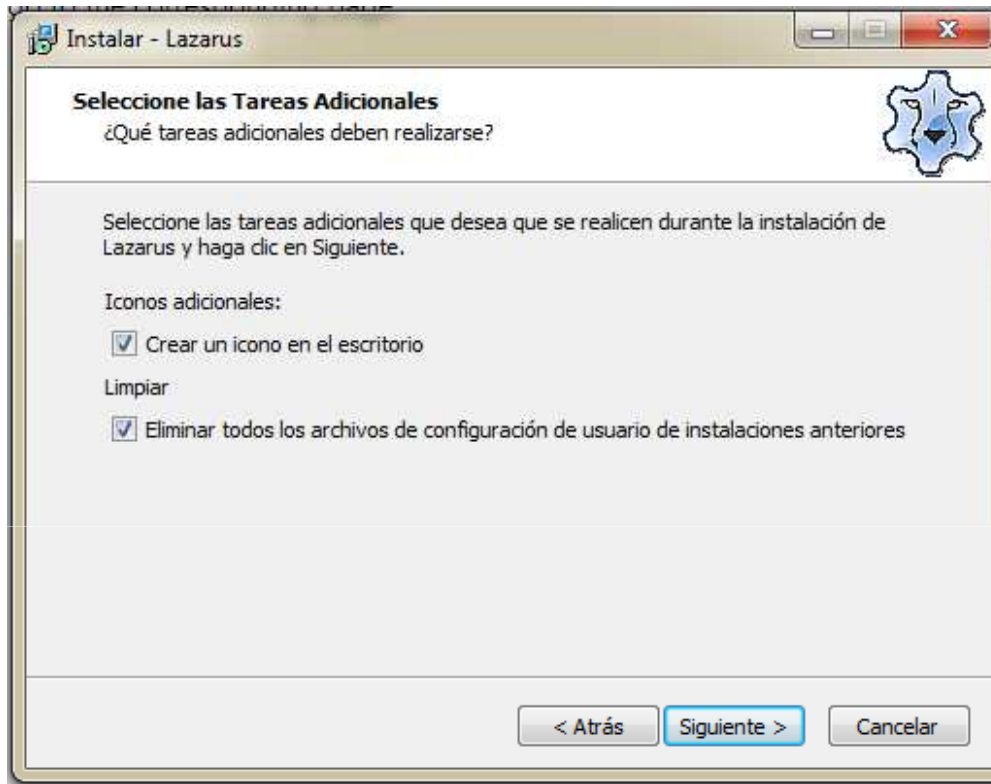 Instalar - Lazarus
Seleccione las Tareas Adicionales
¿Qué tareas adicionales deben realizarse?
Seleccione las tareas adicionales que desea que se realicen durante la instalación de
Lazarus y haga clic en Siguiente.
Iconos adicionales:
Crear un icono en el escritorio
Limpiar
Eliminar todos los archivos de configuración de usuario de instalaciones anteriores
< Atrás
Siguiente >
Cancelar